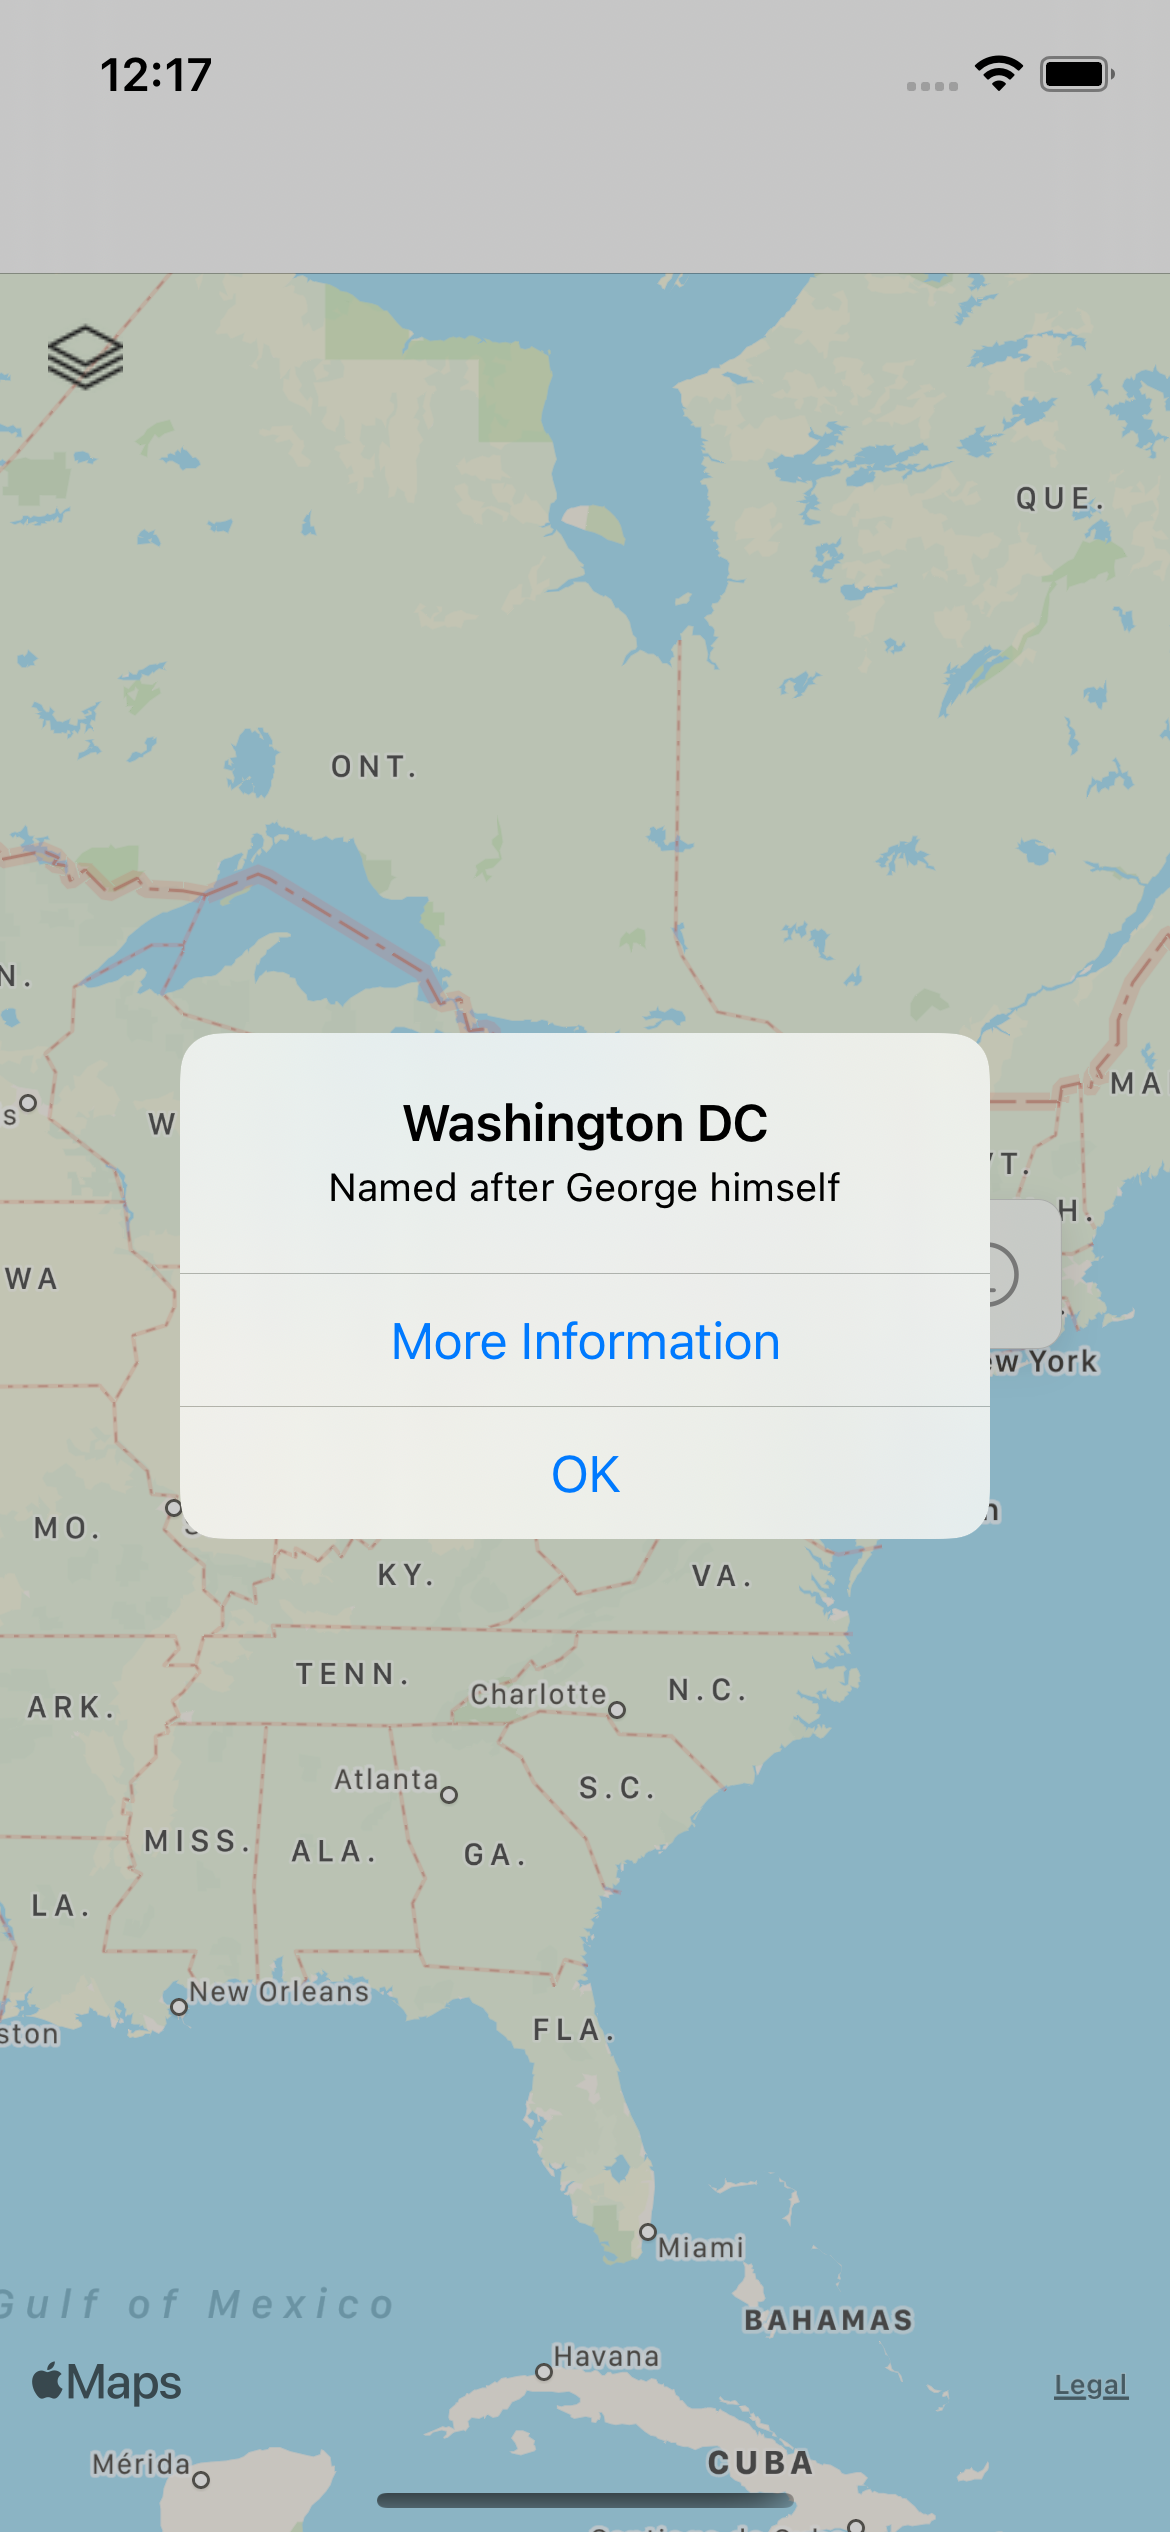 12:17
QUE.
ONT.
N.
MA
W
Washington DC
T.
Named after George himself
H.
WA
More Information
ew York
OK
MO.
KY.
VA.
TENN.
Charlotte
N.C.
ARK.
Atlanta
S.C.
MISS.
ALA.
GA.
LA.
New Orleans
FLA.
ston
Miami
Gulf of Mexico
BAHAMAS
Havana
Maps
Legal
CUBA
Mérida